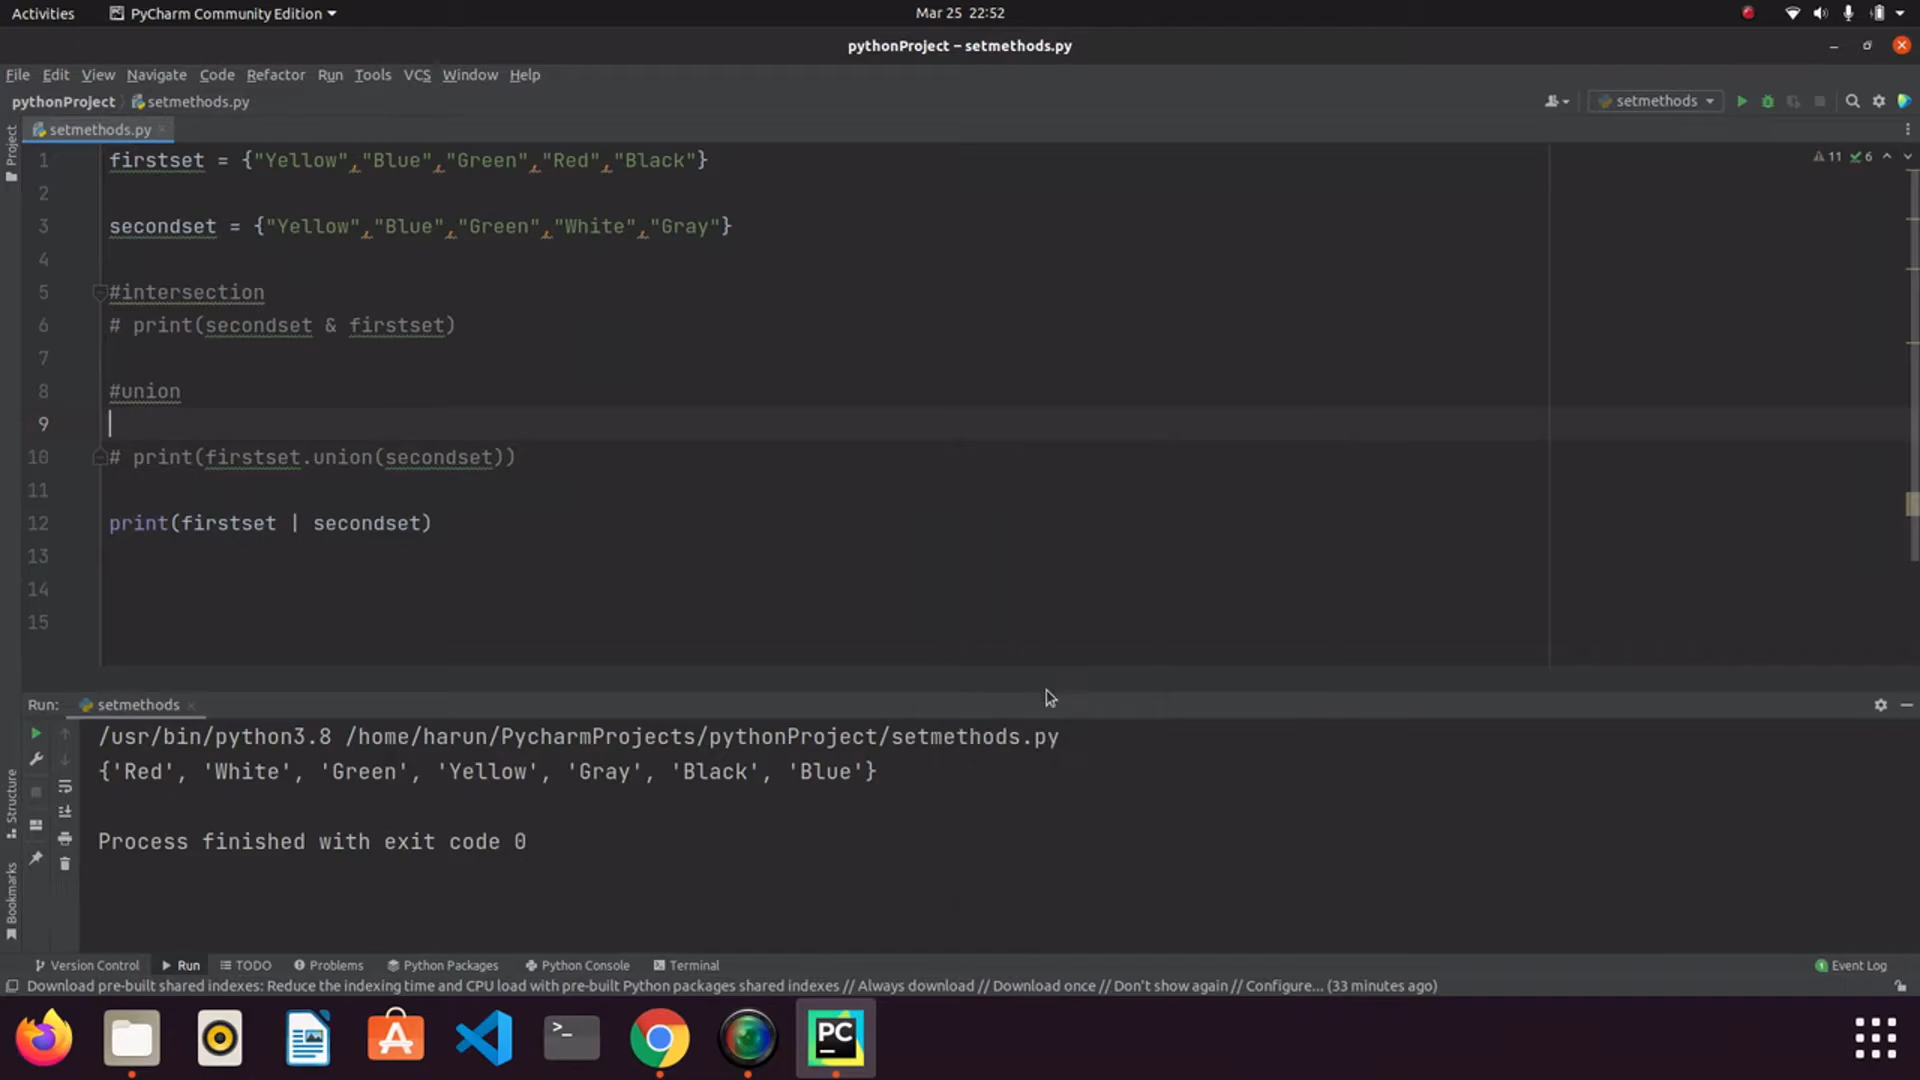 Activities PyCharm Community Edition Mar 25 22:52
pythonProject – setmethods.py
File Edit View Navigate Code Refactor Run Tools VCS Window Help
pythonProject setmethods.py setmethods
setmethods.py
Project
11 6
1 firstset = {"Yellow","Blue","Green","Red","Black"}
2
3 secondset = {"Yellow","Blue","Green","White","Gray"}
4
5 #intersection
6 # print(secondset & firstset)
7
8 #union
9
10 # print(firstset.union(secondset))
11
12 print(firstset | secondset)
13
14
15
Run: setmethods
/usr/bin/python3.8 /home/harun/PycharmProjects/pythonProject/setmethods.py
{'Red', 'White', 'Green', 'Yellow', 'Gray', 'Black', 'Blue'}
Process finished with exit code 0
Structure
Bookmarks
Version Control Run TODO Problems Python Packages Python Console Terminal 1 Event Log
Download pre-built shared indexes: Reduce the indexing time and CPU load with pre-built Python packages shared indexes // Always download // Download once // Don't show again // Configure... (33 minutes ago)
>_ PC